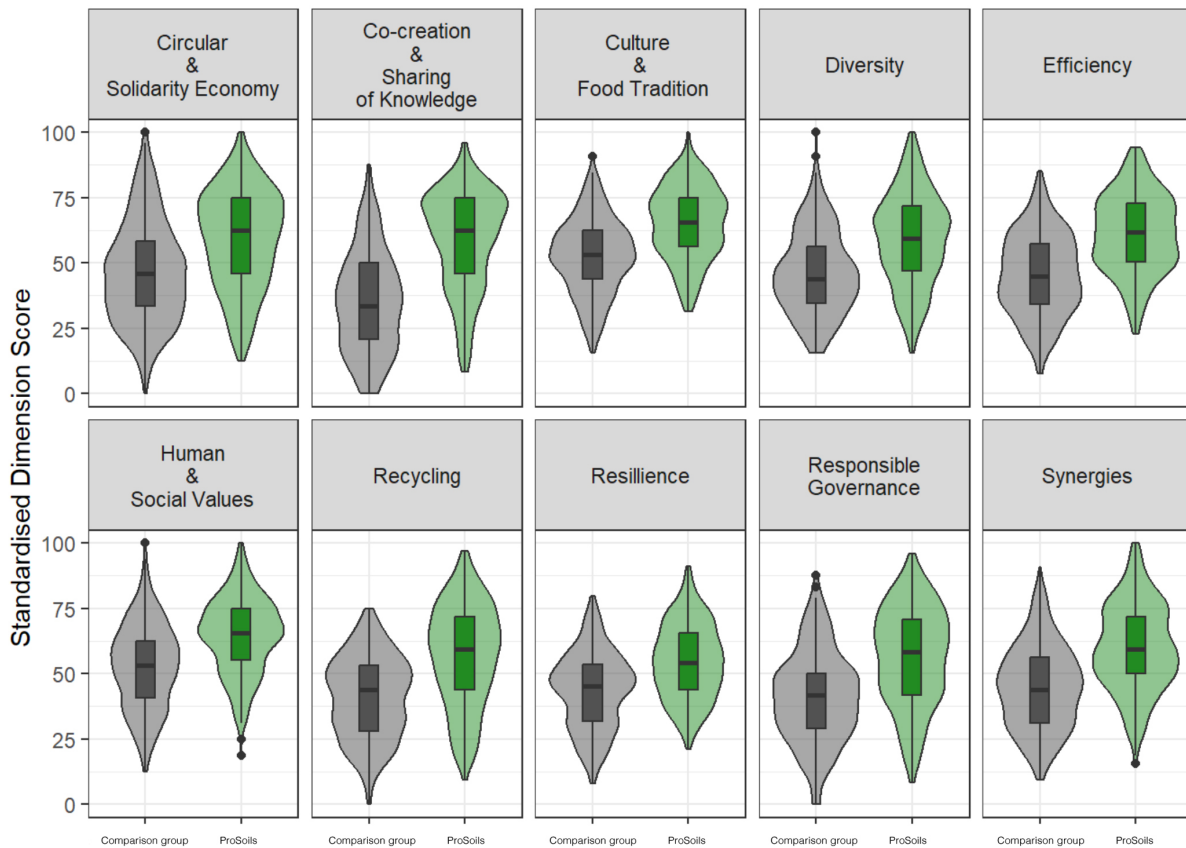 Circular
&
Solidarity Economy
Co-creation
&
Sharing
of Knowledge
Culture
&
Food Tradition
Diversity
Efficiency
100
75
50
25
0
Standardised Dimension Score
Human
&
Social Values
Recycling
Resillience
Responsible
Governance
Synergies
100
75
50
25
0
Comparison group ProSoils Comparison group ProSoils Comparison group ProSoils Comparison group ProSoils Comparison group ProSoils